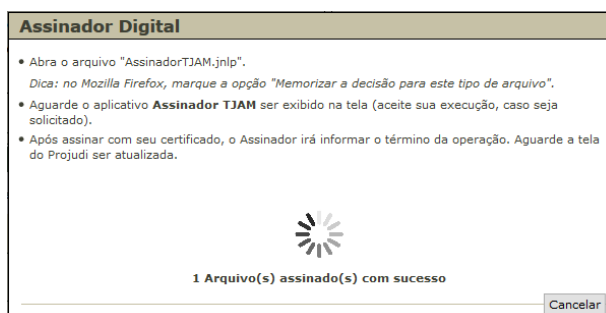 Assinador Digital
• Abra o arquivo "AssinadorTJAM.jnlp".
Dica: no Mozilla Firefox, marque a opção "Memorizar a decisão para este tipo de arquivo".
• Aguarde o aplicativo Assinador TJAM ser exibido na tela (aceite sua execução, caso seja
solicitado).
• Após assinar com seu certificado, o Assinador irá informar o término da operação. Aguarde a tela
do Projudi ser atualizada.
1 Arquivo(s) assinado(s) com sucesso
Cancelar